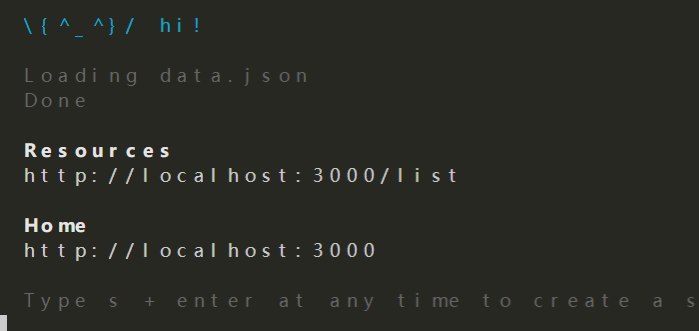 \{^_^}/ hi!
Loading data.json
Done
Resources
http://localhost:3000/list
Home
http://localhost:3000
Type s + enter at any time to create a s